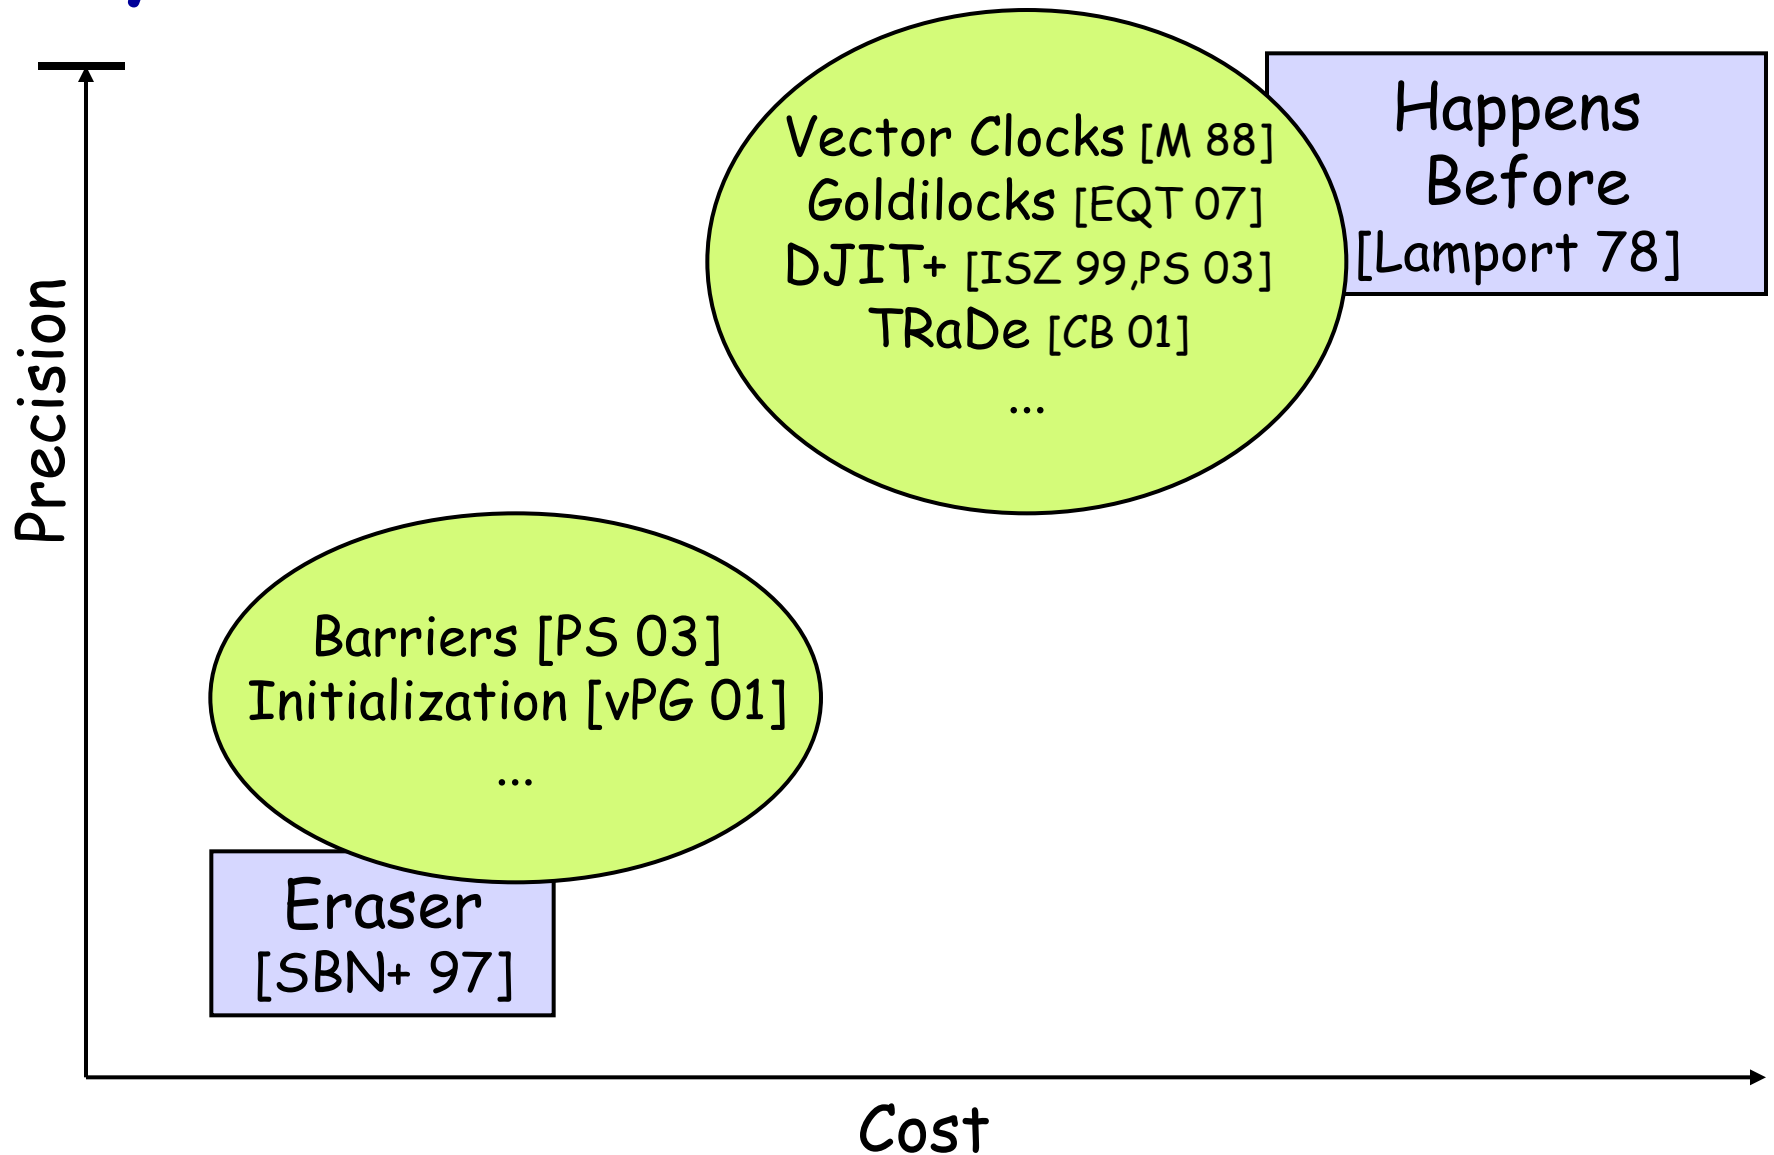 Precision
Vector Clocks [M 88]
Goldilocks [EQT 07]
DJIT+ [ISZ 99,PS 03]
TRaDe [CB 01]
...
Happens
Before
[Lamport 78]
Barriers [PS 03]
Initialization [vPG 01]
...
Eraser
[SBN+ 97]
Cost